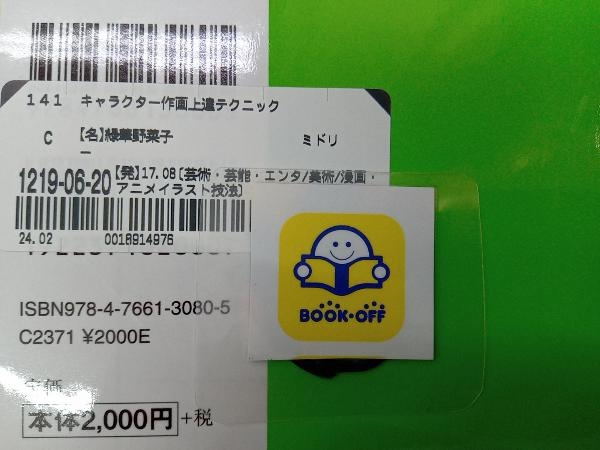 141 キャラクター作画上達テクニック
C 【名】緑華野菜子 ミドリ
1219-06-20 【発】17.08〔芸術・芸能・エンタ/美術/漫画・
アニメイラスト技法〕
24.02 0018914976
BOOK・OFF
ISBN978-4-7661-3080-5
C2371 ¥2000E
定価
本体2,000円+税